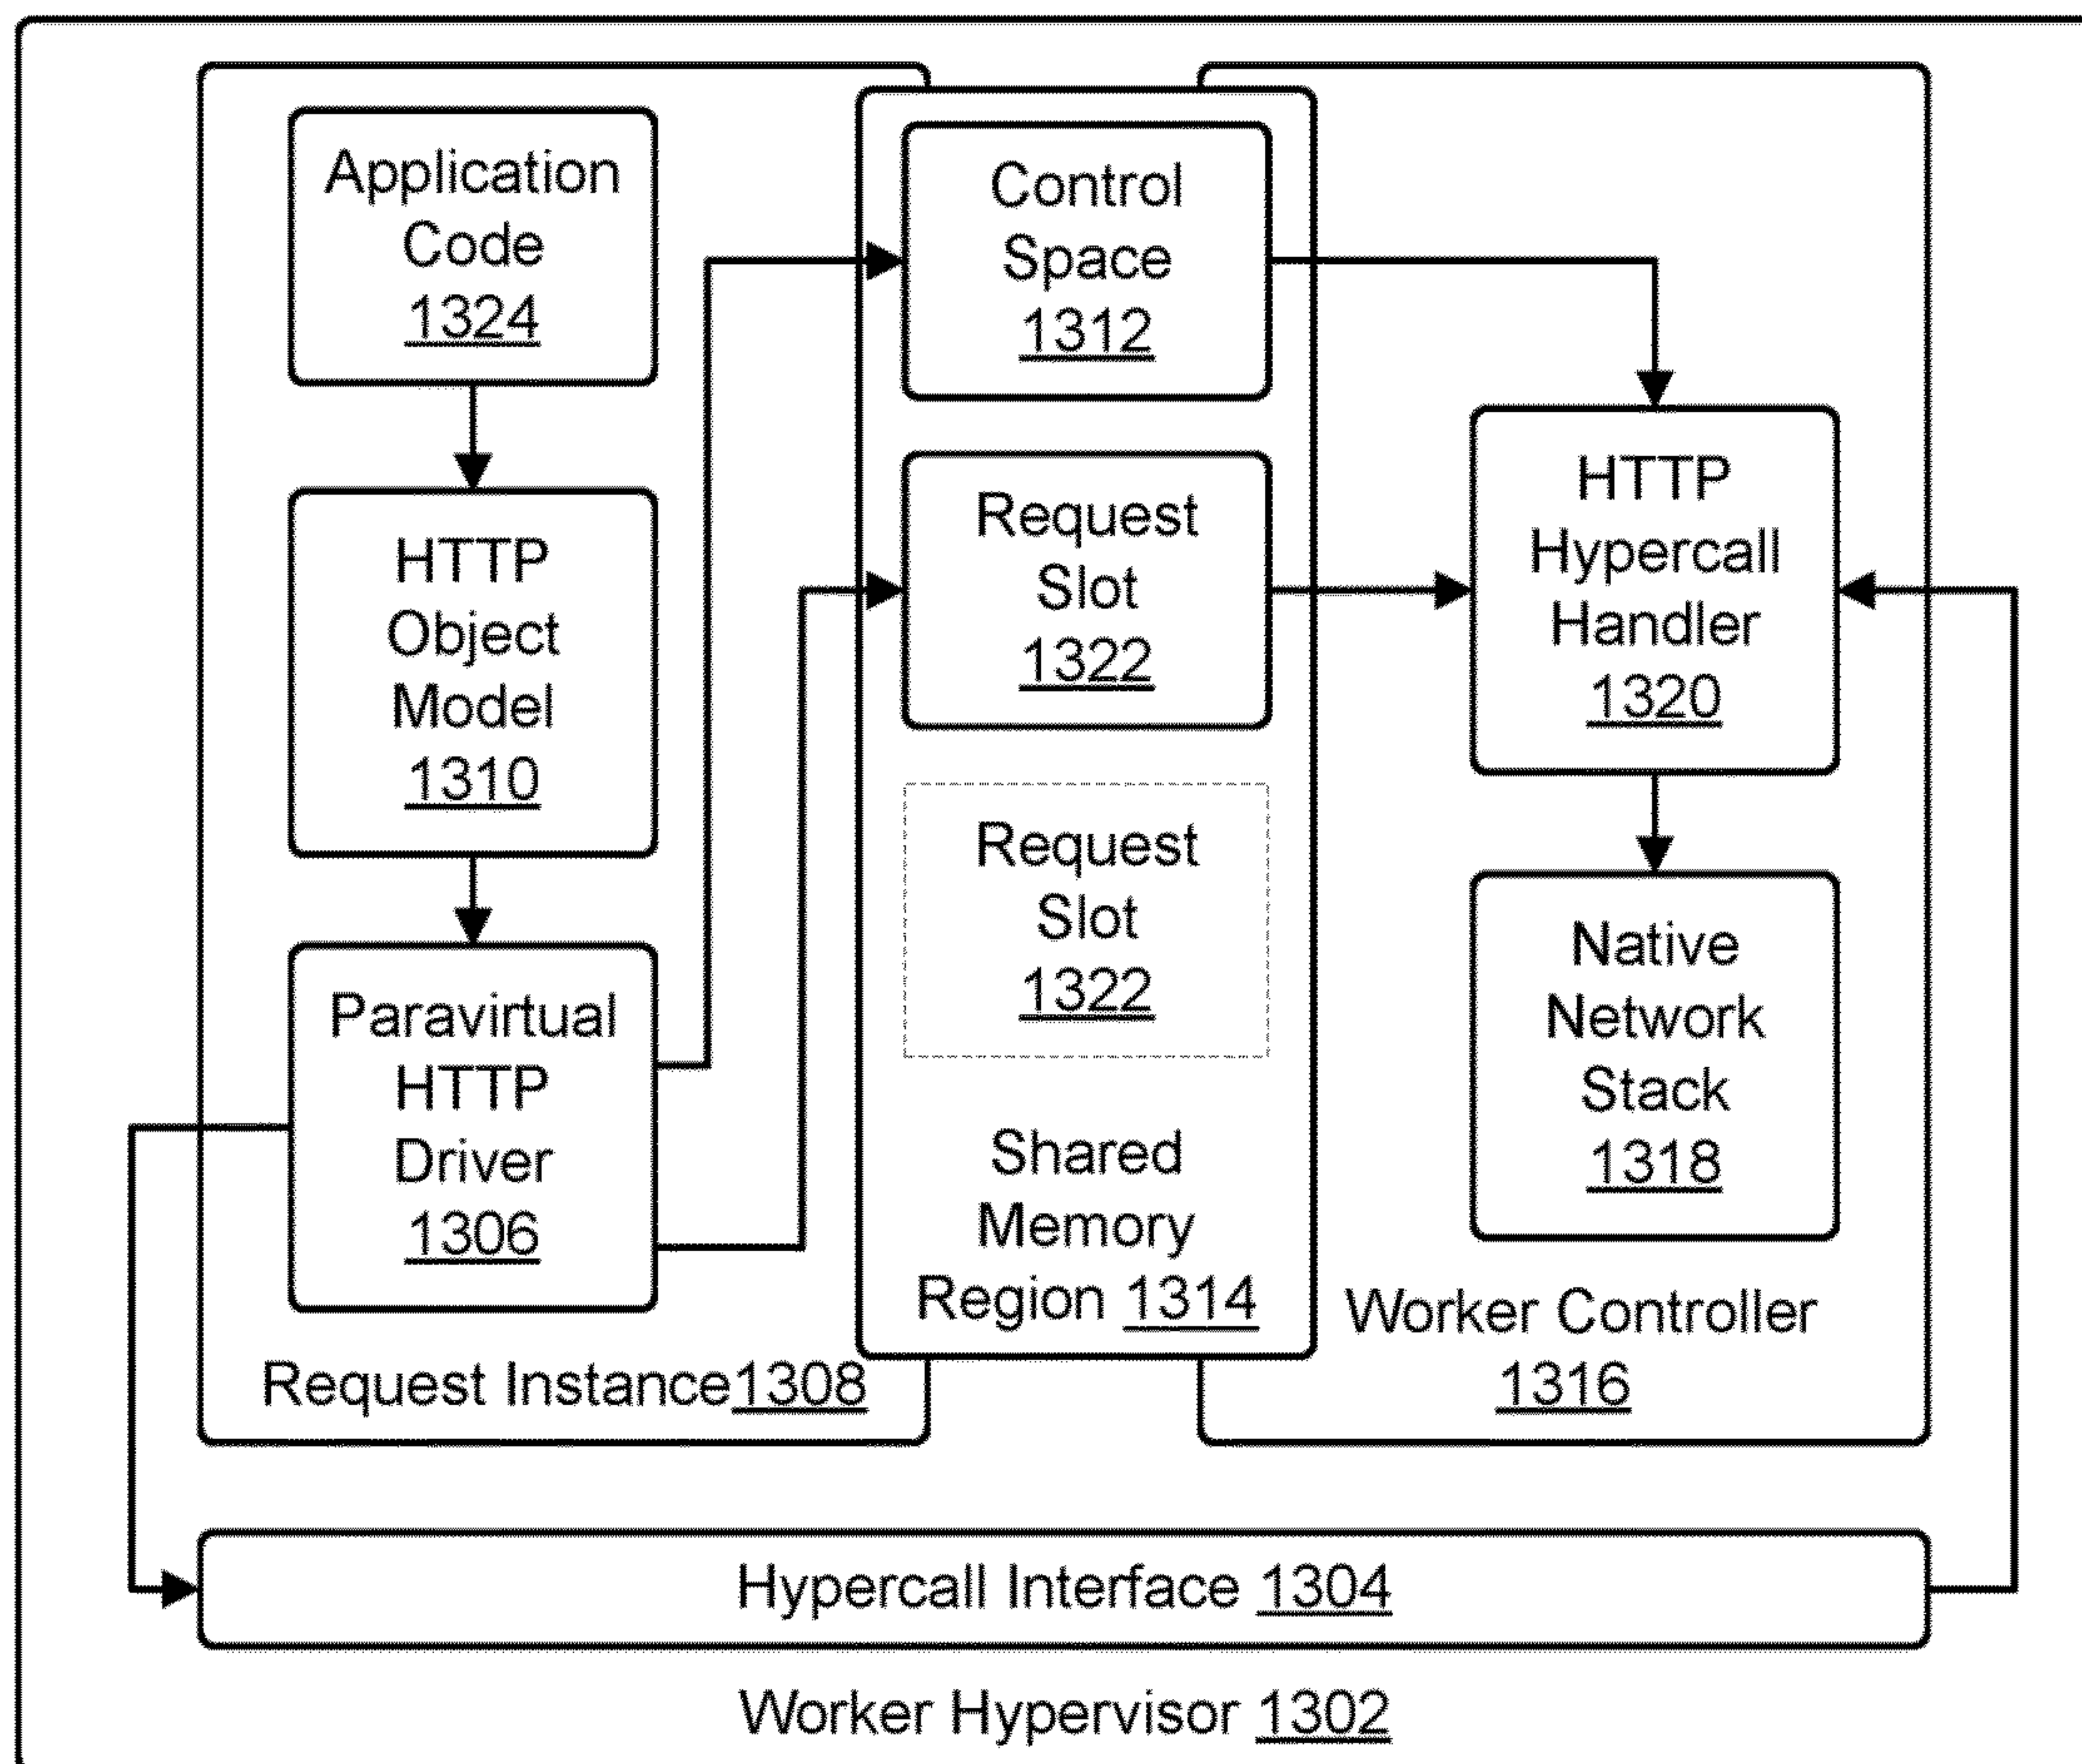 Application
Code
1324
HTTP
Object
Model
1310
Paravirtual
HTTP
Driver
1306
Request Instance1308
Control
Space
1312
Request
Slot
1322
Request
Slot
1322
Shared
Memory
Region 1314
HTTP
Hypercall
Handler
1320
Native
Network
Stack
1318
Worker Controller
1316
Hypercall Interface 1304
Worker Hypervisor 1302